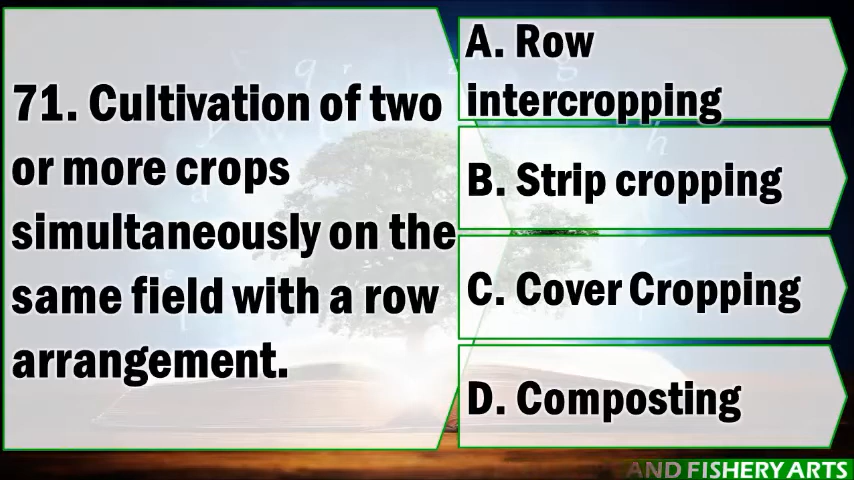 71. Cultivation of two
or more crops
simultaneously on the
same field with a row
arrangement.
A. Row
intercropping
B. Strip cropping
C. Cover Cropping
D. Composting
AND FISHERY ARTS